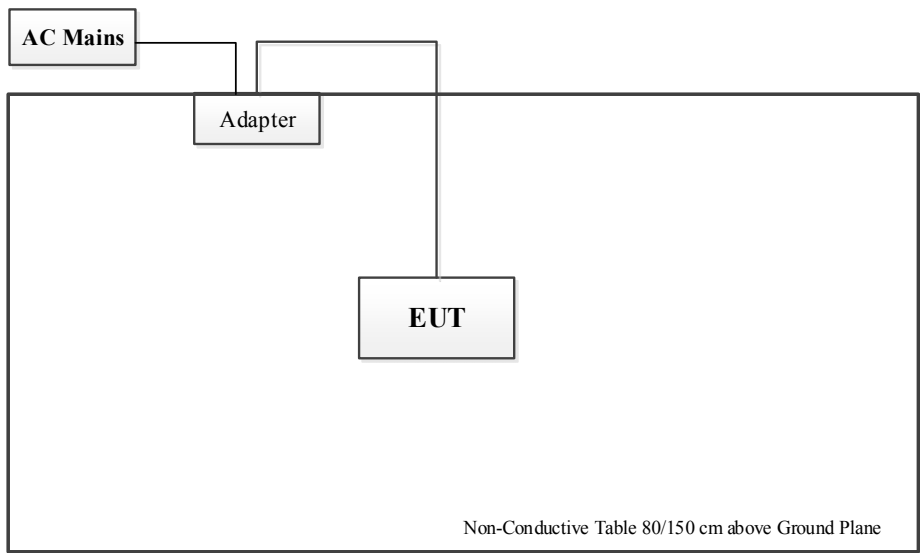 AC Mains
Adapter
EUT
Non-Conductive Table 80/150 cm above Ground Plane